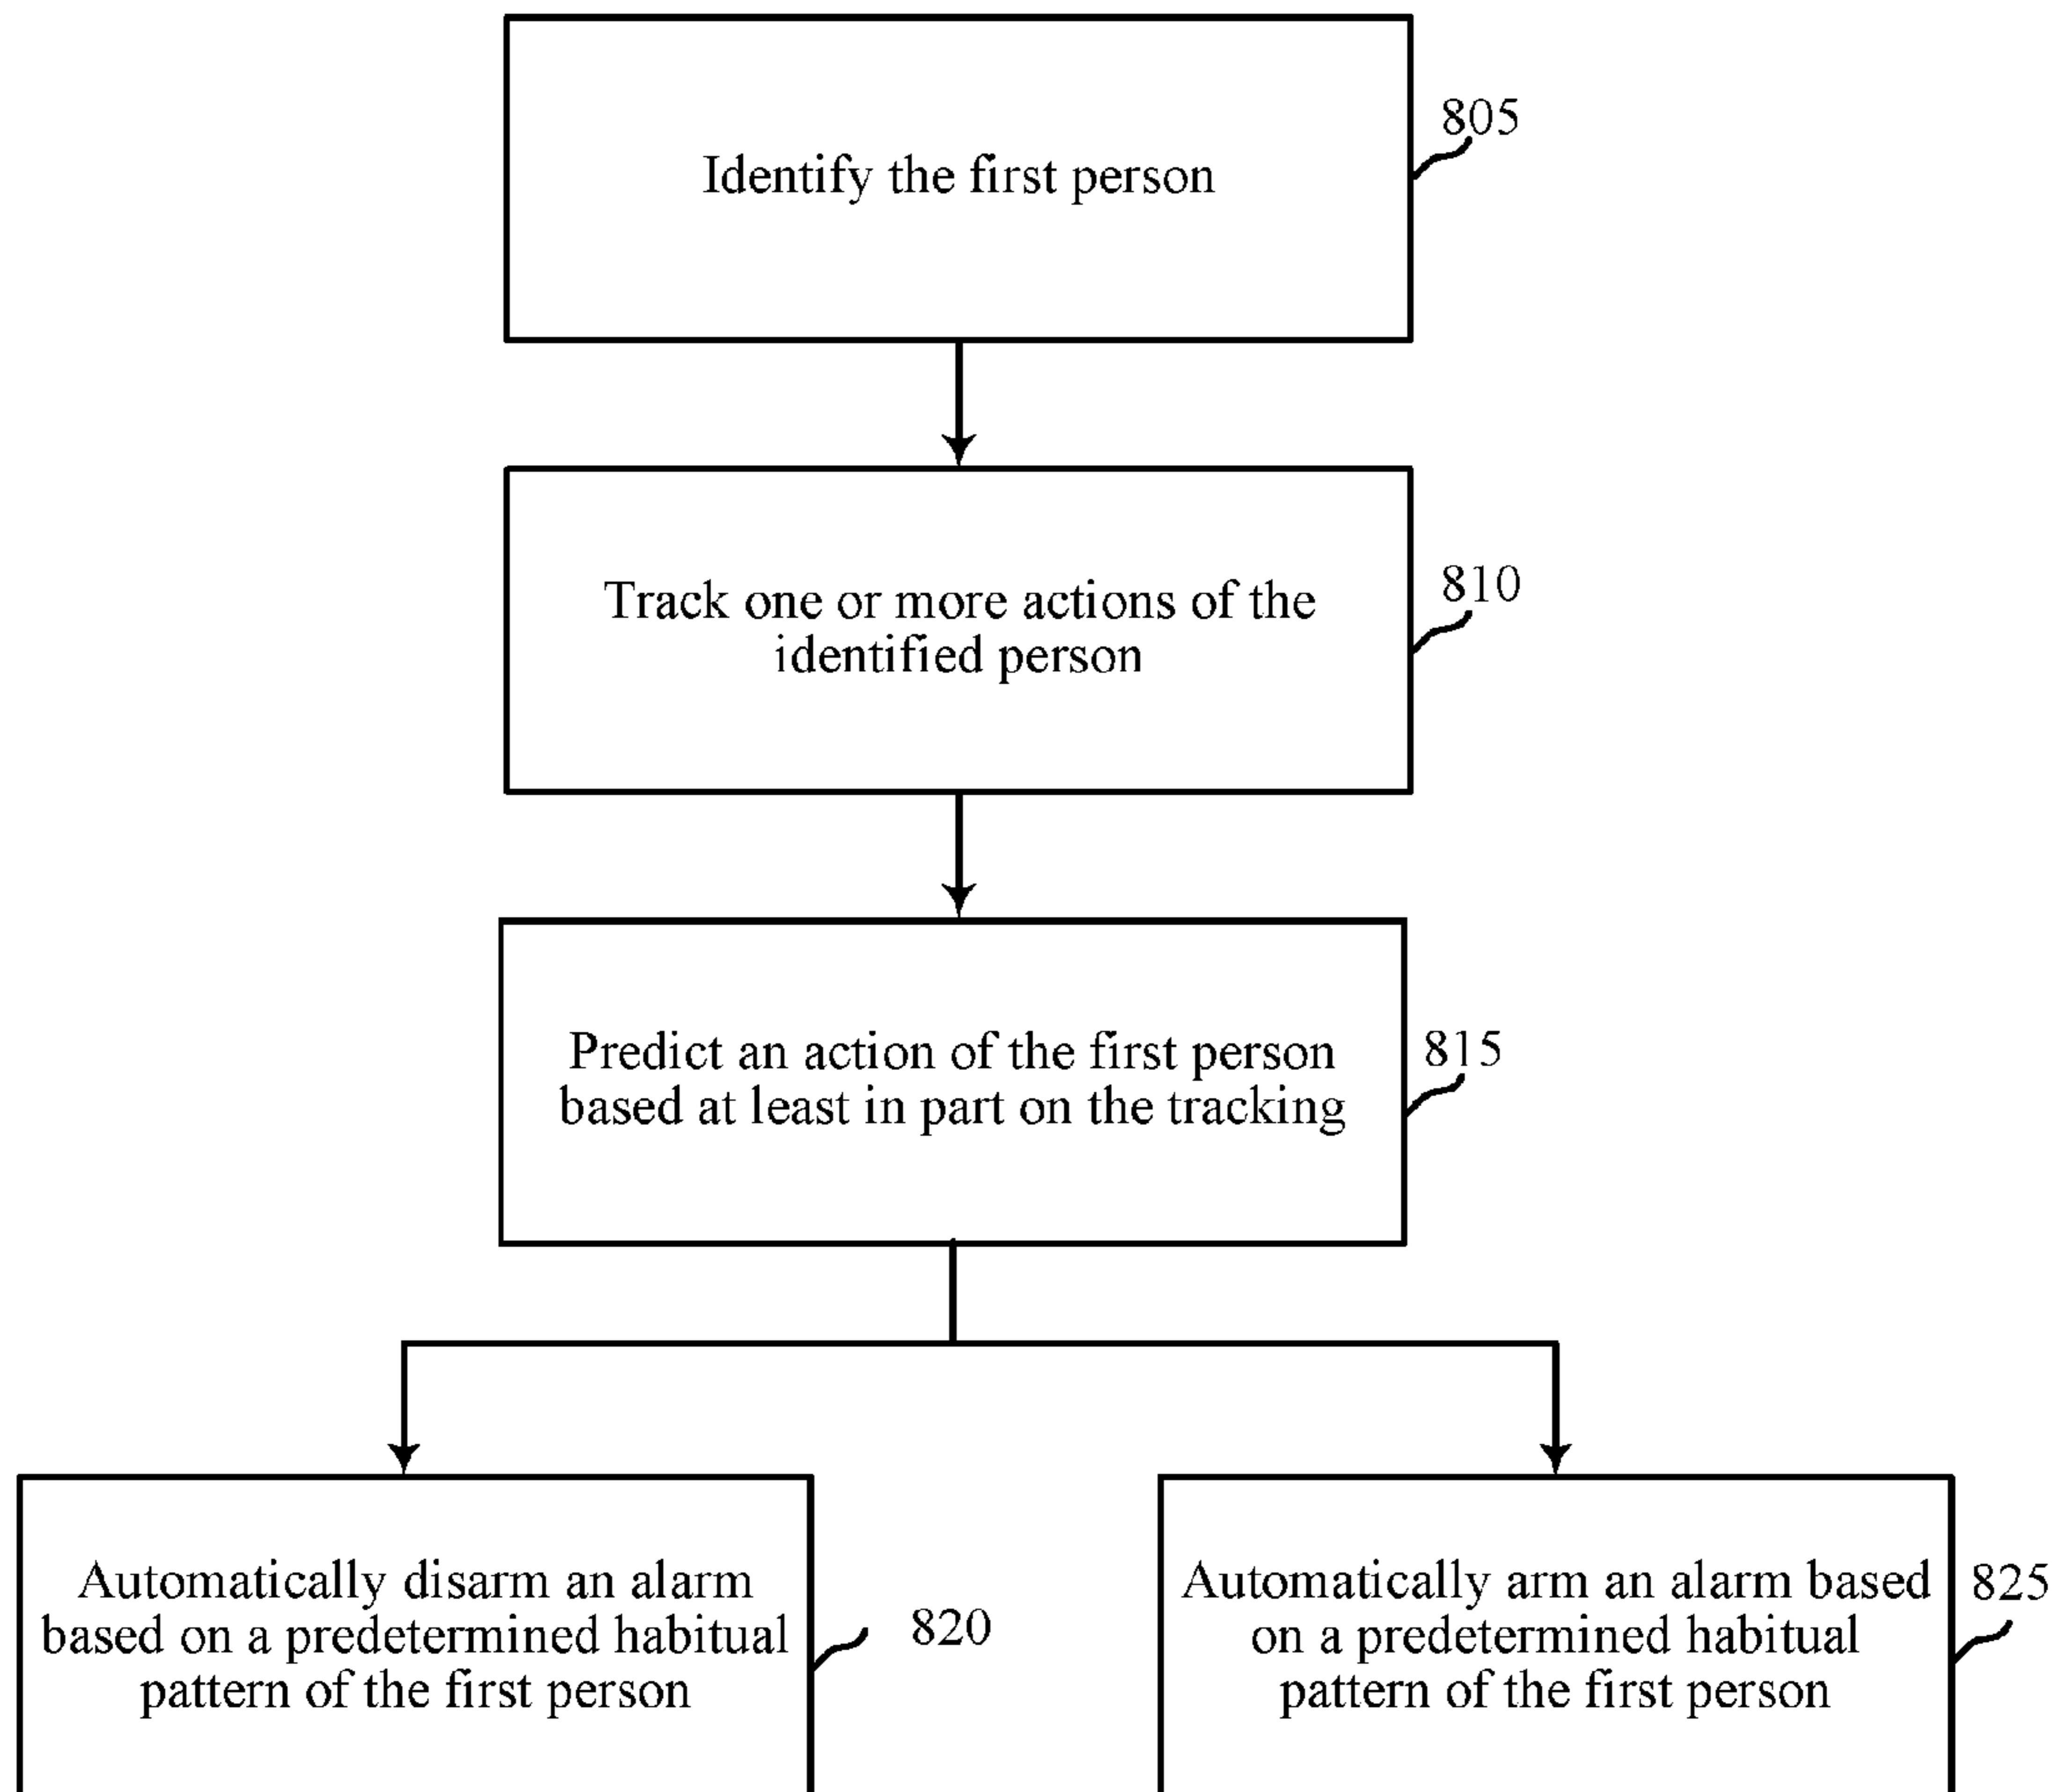 Identify the first person
805
Track one or more actions of the
identified person
810
Predict an action of the first person
based at least in part on the tracking
815
Automatically disarm an alarm
based on a predetermined habitual
pattern of the first person
820
Automatically arm an alarm based
on a predetermined habitual
pattern of the first person
825